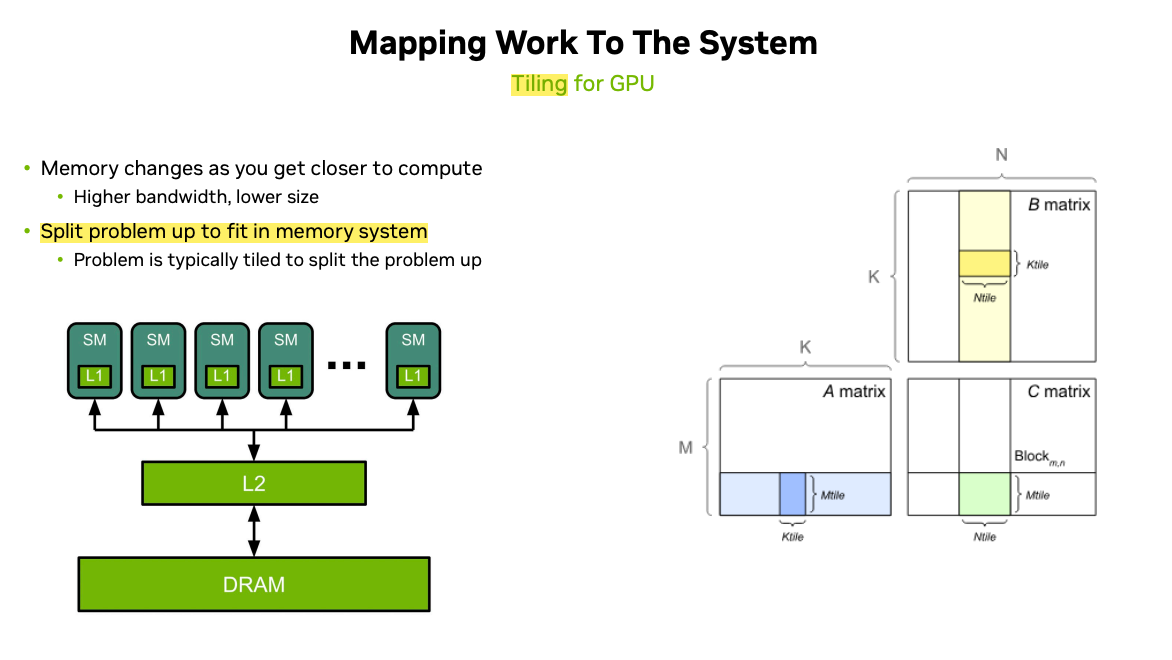 Mapping Work To The System
Tiling for GPU
• Memory changes as you get closer to compute
• Higher bandwidth, lower size
• Split problem up to fit in memory system
• Problem is typically tiled to split the problem up
SM SM SM SM ... SM
L1 L1 L1 L1 L1
L2
DRAM
N
B matrix
K
Ktile
Ntile
K
A matrix
C matrix
M
Block m,n
Mtile
Mtile
Ktile
Ntile